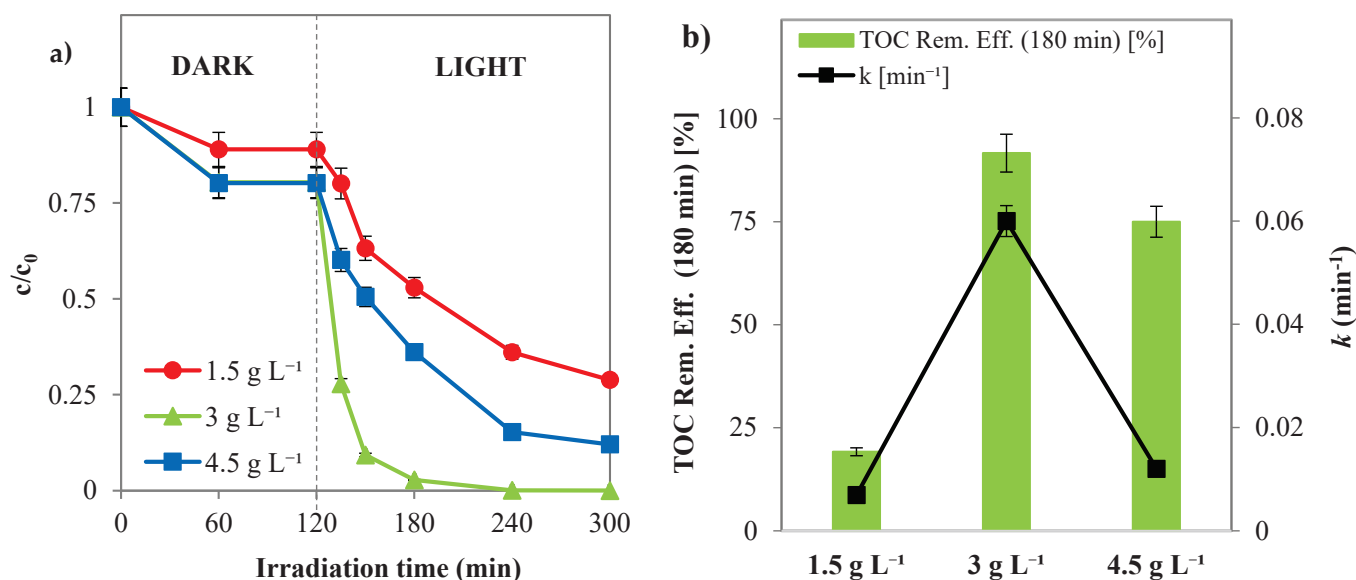 a)
DARK
LIGHT
c/c₀
1
0.75
0.5
0.25
0
1.5 g L⁻¹
3 g L⁻¹
4.5 g L⁻¹
0
60
120
180
240
300
Irradiation time (min)
b)
TOC Rem. Eff. (180 min) [%]
k [min⁻¹]
TOC Rem. Eff.  (180 min) [%]
100
75
50
25
0
0.08
0.06
0.04
0.02
0
k (min⁻¹)
1.5 g L⁻¹
3 g L⁻¹
4.5 g L⁻¹